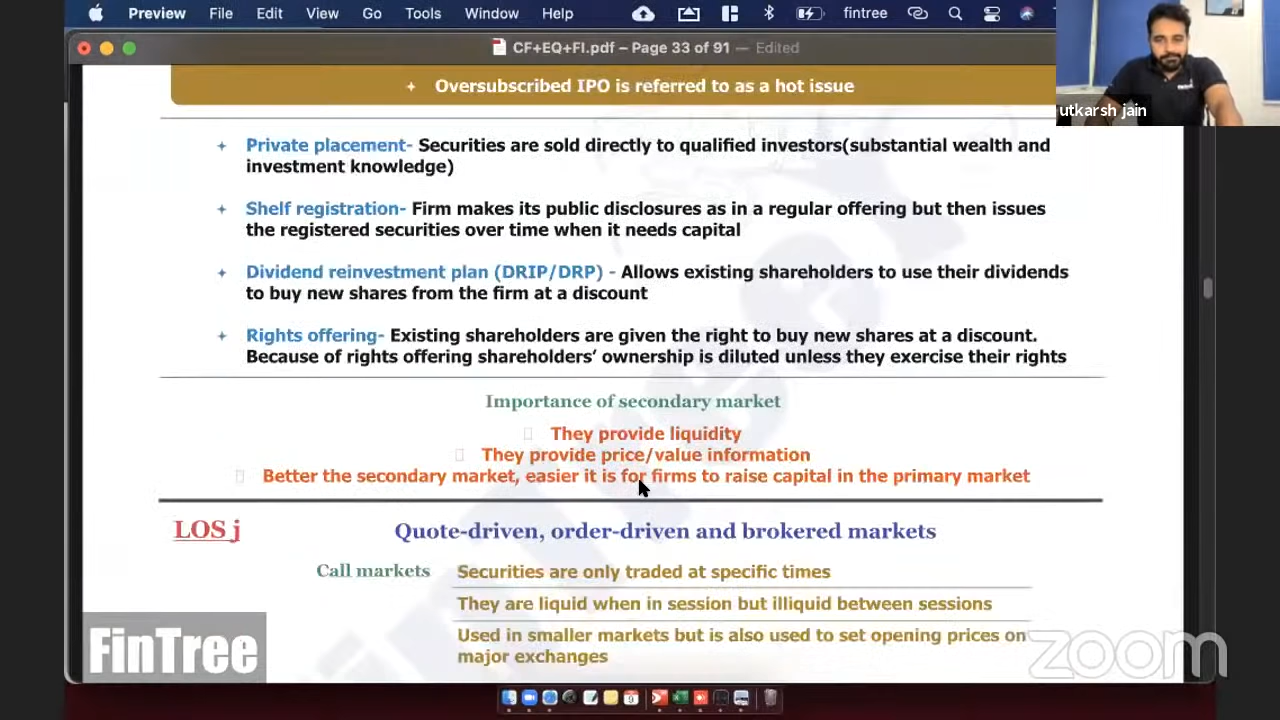 Preview File Edit View Go Tools Window Help fintree
CF+EQ+FI.pdf – Page 33 of 91 — Edited
utkarsh jain
+ Oversubscribed IPO is referred to as a hot issue
+ Private placement- Securities are sold directly to qualified investors(substantial wealth and
investment knowledge)
+ Shelf registration- Firm makes its public disclosures as in a regular offering but then issues
the registered securities over time when it needs capital
+ Dividend reinvestment plan (DRIP/DRP) - Allows existing shareholders to use their dividends
to buy new shares from the firm at a discount
+ Rights offering- Existing shareholders are given the right to buy new shares at a discount.
Because of rights offering shareholders’ ownership is diluted unless they exercise their rights
Importance of secondary market
They provide liquidity
They provide price/value information
Better the secondary market, easier it is for firms to raise capital in the primary market
LOS j Quote-driven, order-driven and brokered markets
Call markets Securities are only traded at specific times
They are liquid when in session but illiquid between sessions
Used in smaller markets but is also used to set opening prices on
major exchanges
FinTree
zoom